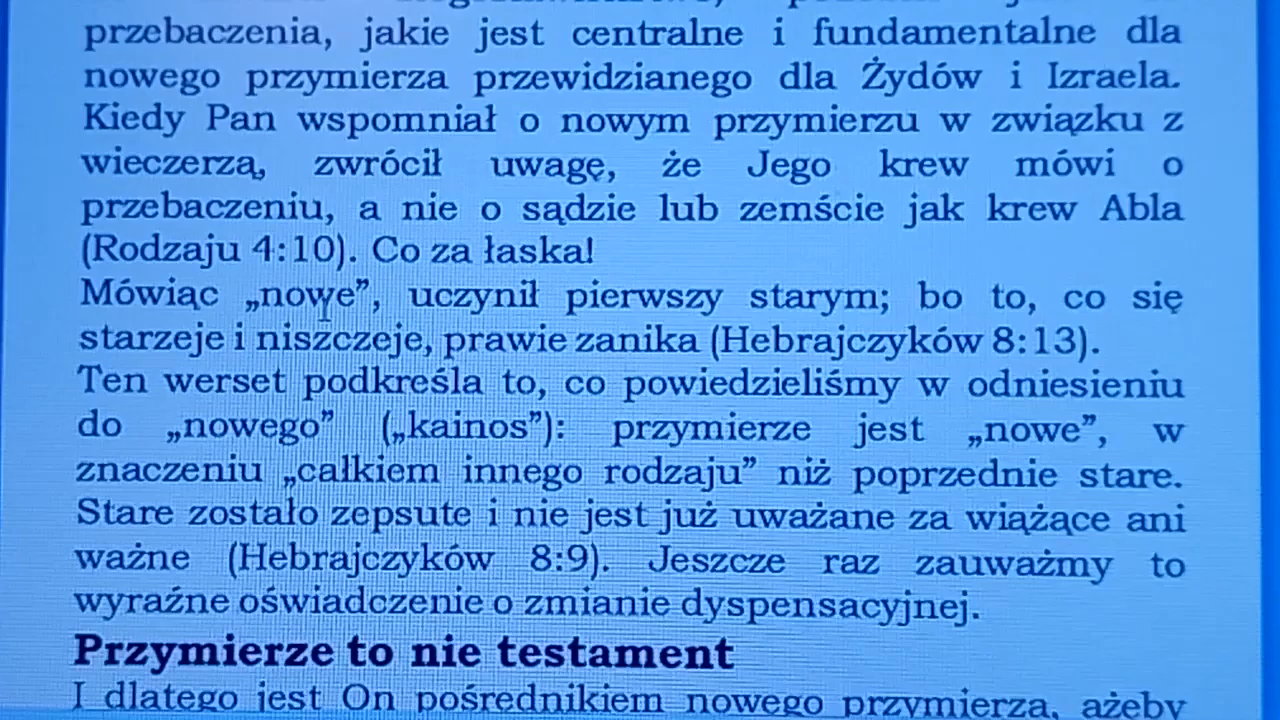 przebaczenia, jakie jest centralne i fundamentalne dla
nowego przymierza przewidzianego dla Żydów i Izraela.
Kiedy Pan wspomniał o nowym przymierzu w związku z
wieczerzą, zwrócił uwagę, że Jego krew mówi o
przebaczeniu, a nie o sądzie lub zemście jak krew Abla
(Rodzaju 4:10). Co za łaska!
Mówiąc „nowe”, uczynił pierwszy starym; bo to, co się
starzeje i niszczeje, prawie zanika (Hebrajczyków 8:13).
Ten werset podkreśla to, co powiedzieliśmy w odniesieniu
do „nowego” („kainos”): przymierze jest „nowe”, w
znaczeniu „całkiem innego rodzaju” niż poprzednie stare.
Stare zostało zepsute i nie jest już uważane za wiążące ani
ważne (Hebrajczyków 8:9). Jeszcze raz zauważmy to
wyraźne oświadczenie o zmianie dyspensacyjnej.
Przymierze to nie testament
I dlatego jest On pośrednikiem nowego przymierza, ażeby